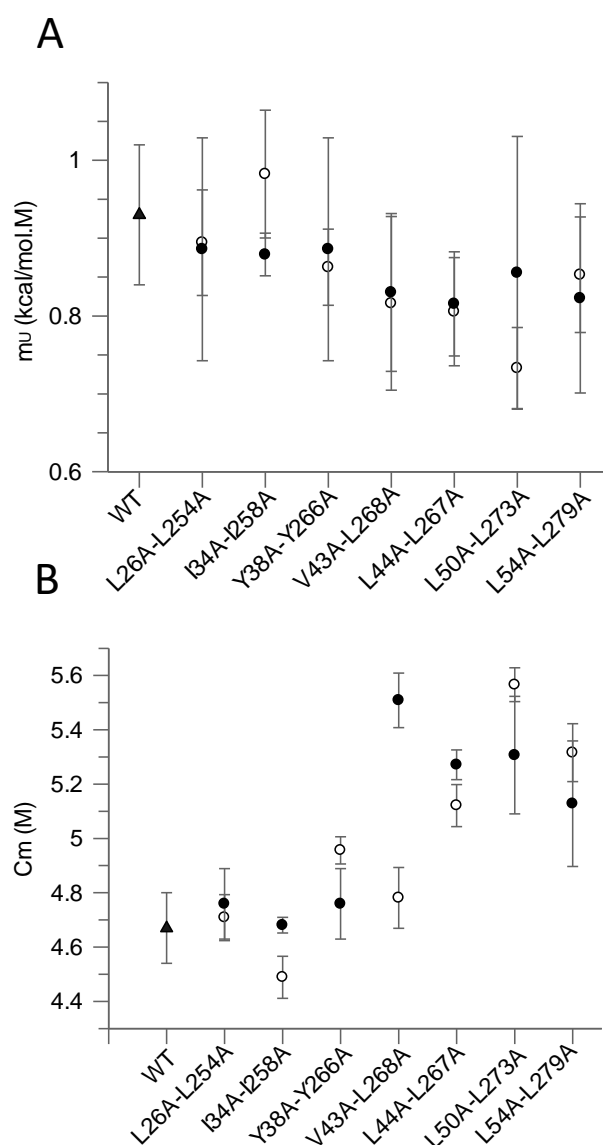 A
1
0.8
0.6
mU (kcal/mol.M)
WT
L26A-L254A
I34A-I258A
Y38A-Y266A
V43A-L268A
L44A-L267A
L50A-L273A
L54A-L279A
B
5.6
5.4
5.2
5
4.8
4.6
4.4
Cm (M)
WT
L26A-L254A
I34A-I258A
Y38A-Y266A
V43A-L268A
L44A-L267A
L50A-L273A
L54A-L279A